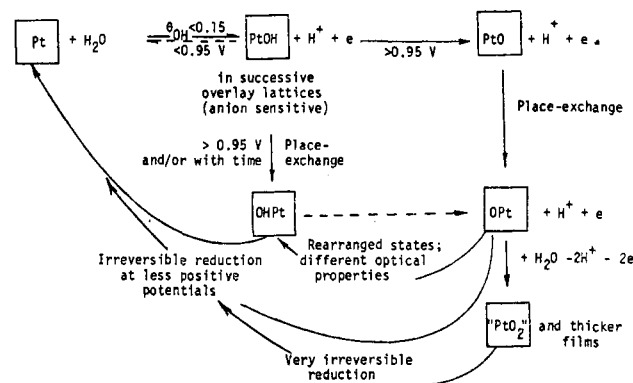 θOH <0.15
Pt + H2O <0.95 V PtOH + H+ + e >0.95 V PtO + H+ + e.
in successive
overlay lattices
(anion sensitive)
Place-exchange
> 0.95 V Place-
and/or with time exchange
OHPt OPt + H+ + e
Rearranged states;
different optical
properties
Irreversible reduction
at less positive
potentials
+ H2O -2H+ - 2e
"PtO2" and thicker
films
Very irreversible
reduction